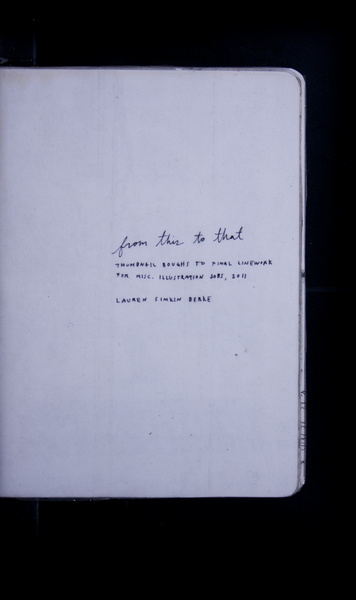 from this to that
THUMBNAIL ROUGHS TO FINAL LINEWORK
FOR MISC. ILLUSTRATION JOBS, 2011
LAUREN SIMKIN BERKE